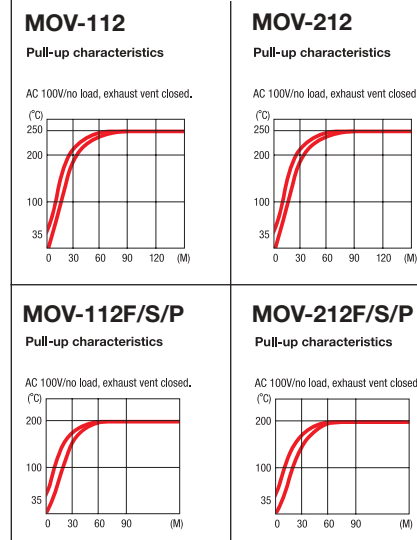 MOV-112
Pull-up characteristics
AC 100V/no load, exhaust vent closed.
(°C)
250
200
100
35
0 30 60 90 120 (M)
MOV-212
Pull-up characteristics
AC 100V/no load, exhaust vent closed
(°C)
250
200
100
35
0 30 60 90 120 (M)
MOV-112F/S/P
Pull-up characteristics
AC 100V/no load, exhaust vent closed.
(°C)
200
100
35
0 30 60 90 (M)
MOV-212F/S/P
Pull-up characteristics
AC 100V/no load, exhaust vent closed
(°C)
200
100
35
0 30 60 90 (M)